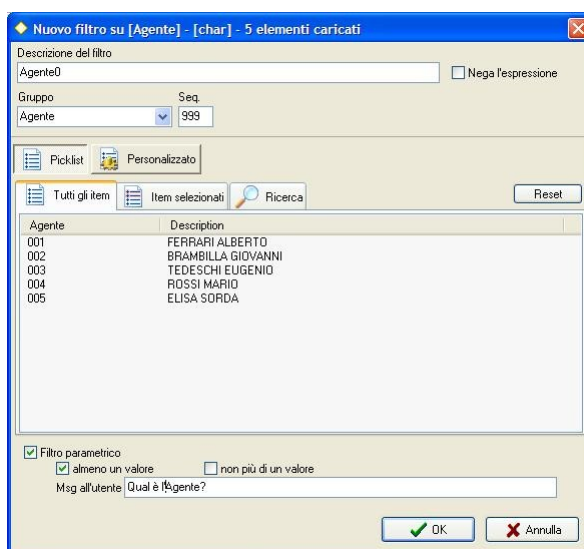 Nuovo filtro su [Agente] - [char] - 5 elementi caricati
Descrizione del filtro
Agente0
Nega l'espressione
Gruppo Seq.
Agente 999
Picklist Personalizzato
Tutti gli item Item selezionati Ricerca Reset
Agente Description
001 FERRARI ALBERTO
002 BRAMBILLA GIOVANNI
003 TEDESCHI EUGENIO
004 ROSSI MARIO
005 ELISA SORDA
Filtro parametrico
almeno un valore non più di un valore
Msg all'utente Qual è l'Agente?
OK Annulla